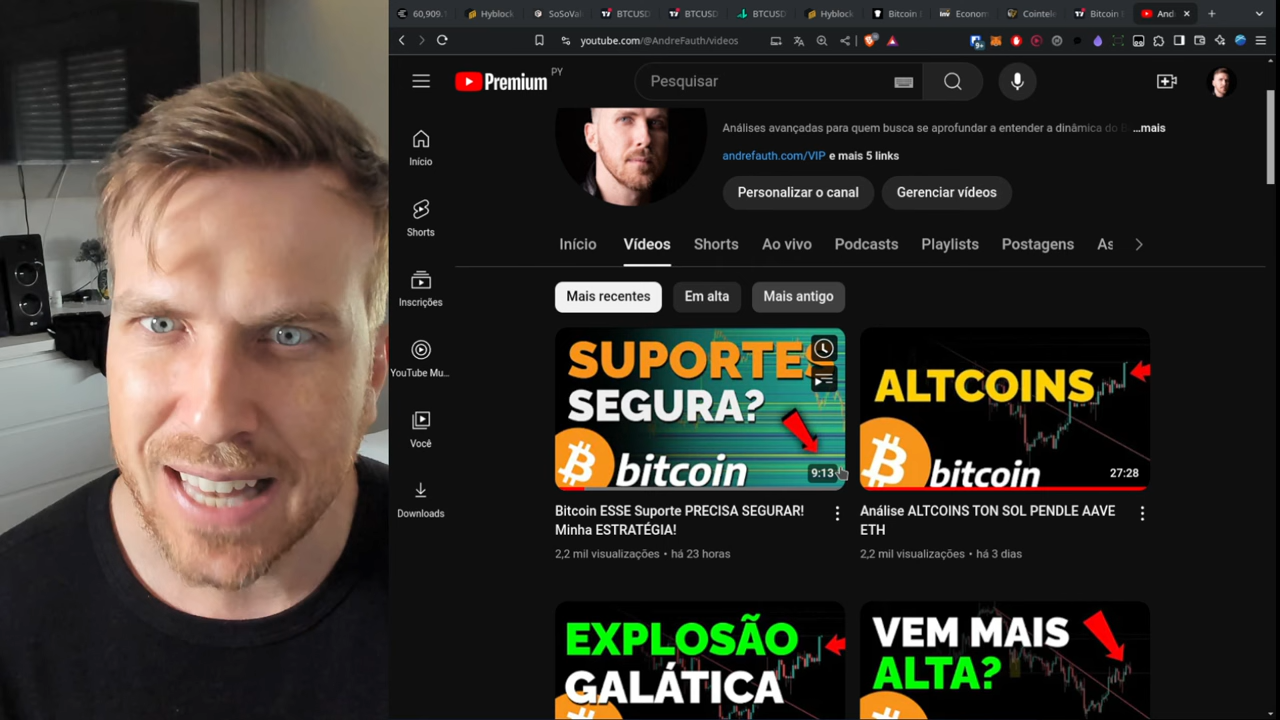 60,909.
Hyblock
SoSoVal
BTCUSD
BTCUSD
BTCUSD
Hyblock
Bitcoin
Econom
Cointele
Bitcoin
And
youtube.com/@AndreFauth/videos
Premium PY
Pesquisar
Análises avançadas para quem busca se aprofundar a entender a dinâmica do B ...mais
andrefauth.com/VIP e mais 5 links
Personalizar o canal
Gerenciar vídeos
Início
Shorts
Inscrições
YouTube Mu...
Você
Downloads
Início
Vídeos
Shorts
Ao vivo
Podcasts
Playlists
Postagens
As
Mais recentes
Em alta
Mais antigo
SUPORTES
SEGURA?
bitcoin
9:13
ALTCOINS
bitcoin
27:28
Bitcoin ESSE Suporte PRECISA SEGURAR!
Minha ESTRATÉGIA!
2,2 mil visualizações • há 23 horas
Análise ALTCOINS TON SOL PENDLE AAVE
ETH
2,2 mil visualizações • há 3 dias
EXPLOSÃO
GALÁTICA
VEM MAIS
ALTA?